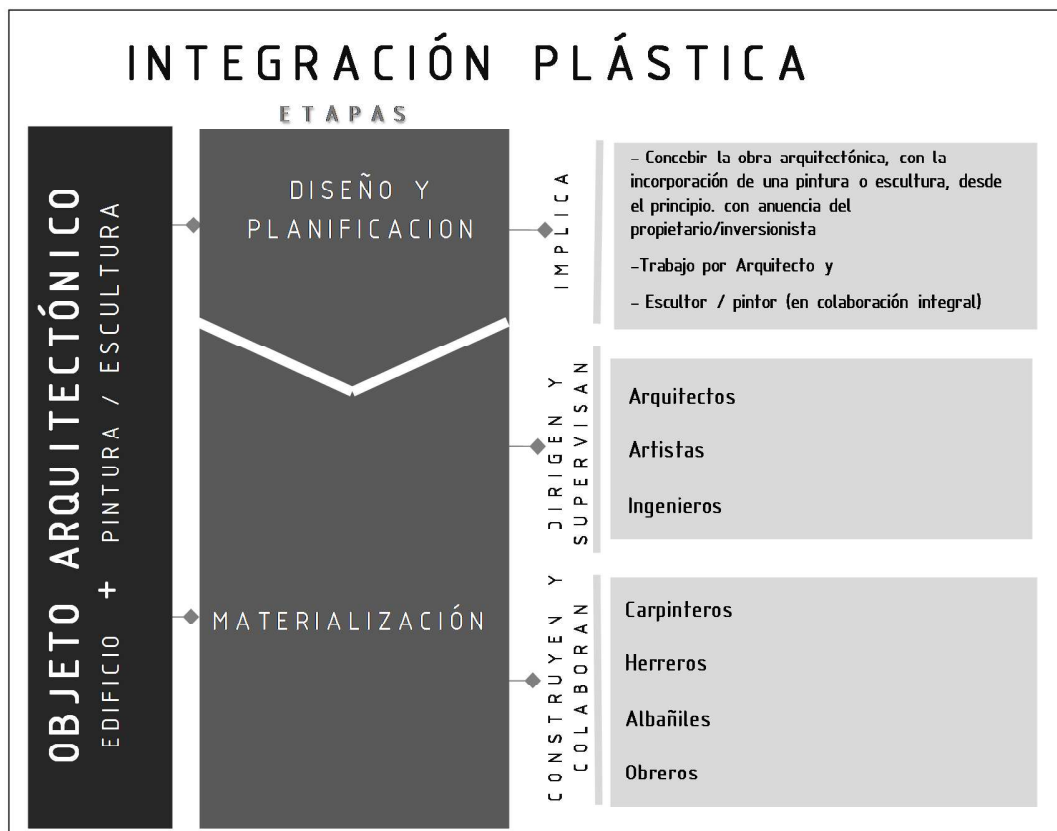 INTEGRACIÓN PLÁSTICA
ETAPAS
OBJETO ARQUITECTÓNICO
EDIFICIO + PINTURA / ESCULTURA
DISEÑO Y
PLANIFICACION
IMPLICA
- Concebir la obra arquitectónica, con la
incorporación de una pintura o escultura, desde
el principio. con anuencia del
propietario/inversionista
-Trabajo por Arquitecto y
- Escultor / pintor (en colaboración integral)
MATERIALIZACIÓN
DIRIGEN Y
SUPERVISAN
Arquitectos
Artistas
Ingenieros
CONSTRUYEN Y
COLABORAN
Carpinteros
Herreros
Albañiles
Obreros